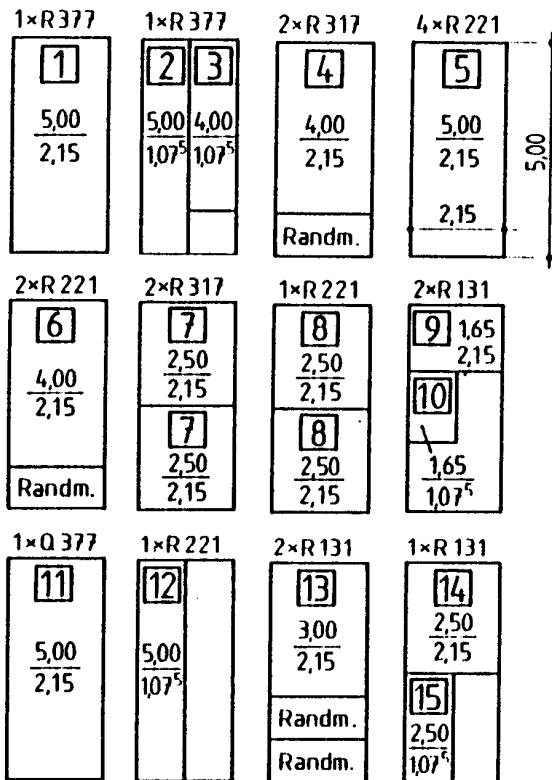 1×R377 1×R377 2×R317 4×R221
1 2 3 4 5
5,00 5,00 4,00 4,00 5,00
2,15 1,07⁵ 1,07⁵ 2,15 2,15
2,15
Randm.
5,00
2×R221 2×R317 1×R221 2×R131
6 7 8 9 1,65
2,15
4,00 2,50 2,50
2,15 2,15 2,15
10
7 8
Randm. 2,50 2,50 1,65
2,15 2,15 1,07⁵
1×Q377 1×R221 2×R131 1×R131
11 12 13 14
5,00 5,00 3,00 2,50
2,15 1,07⁵ 2,15 2,15
Randm. 15
Randm. 2,50
1,07⁵